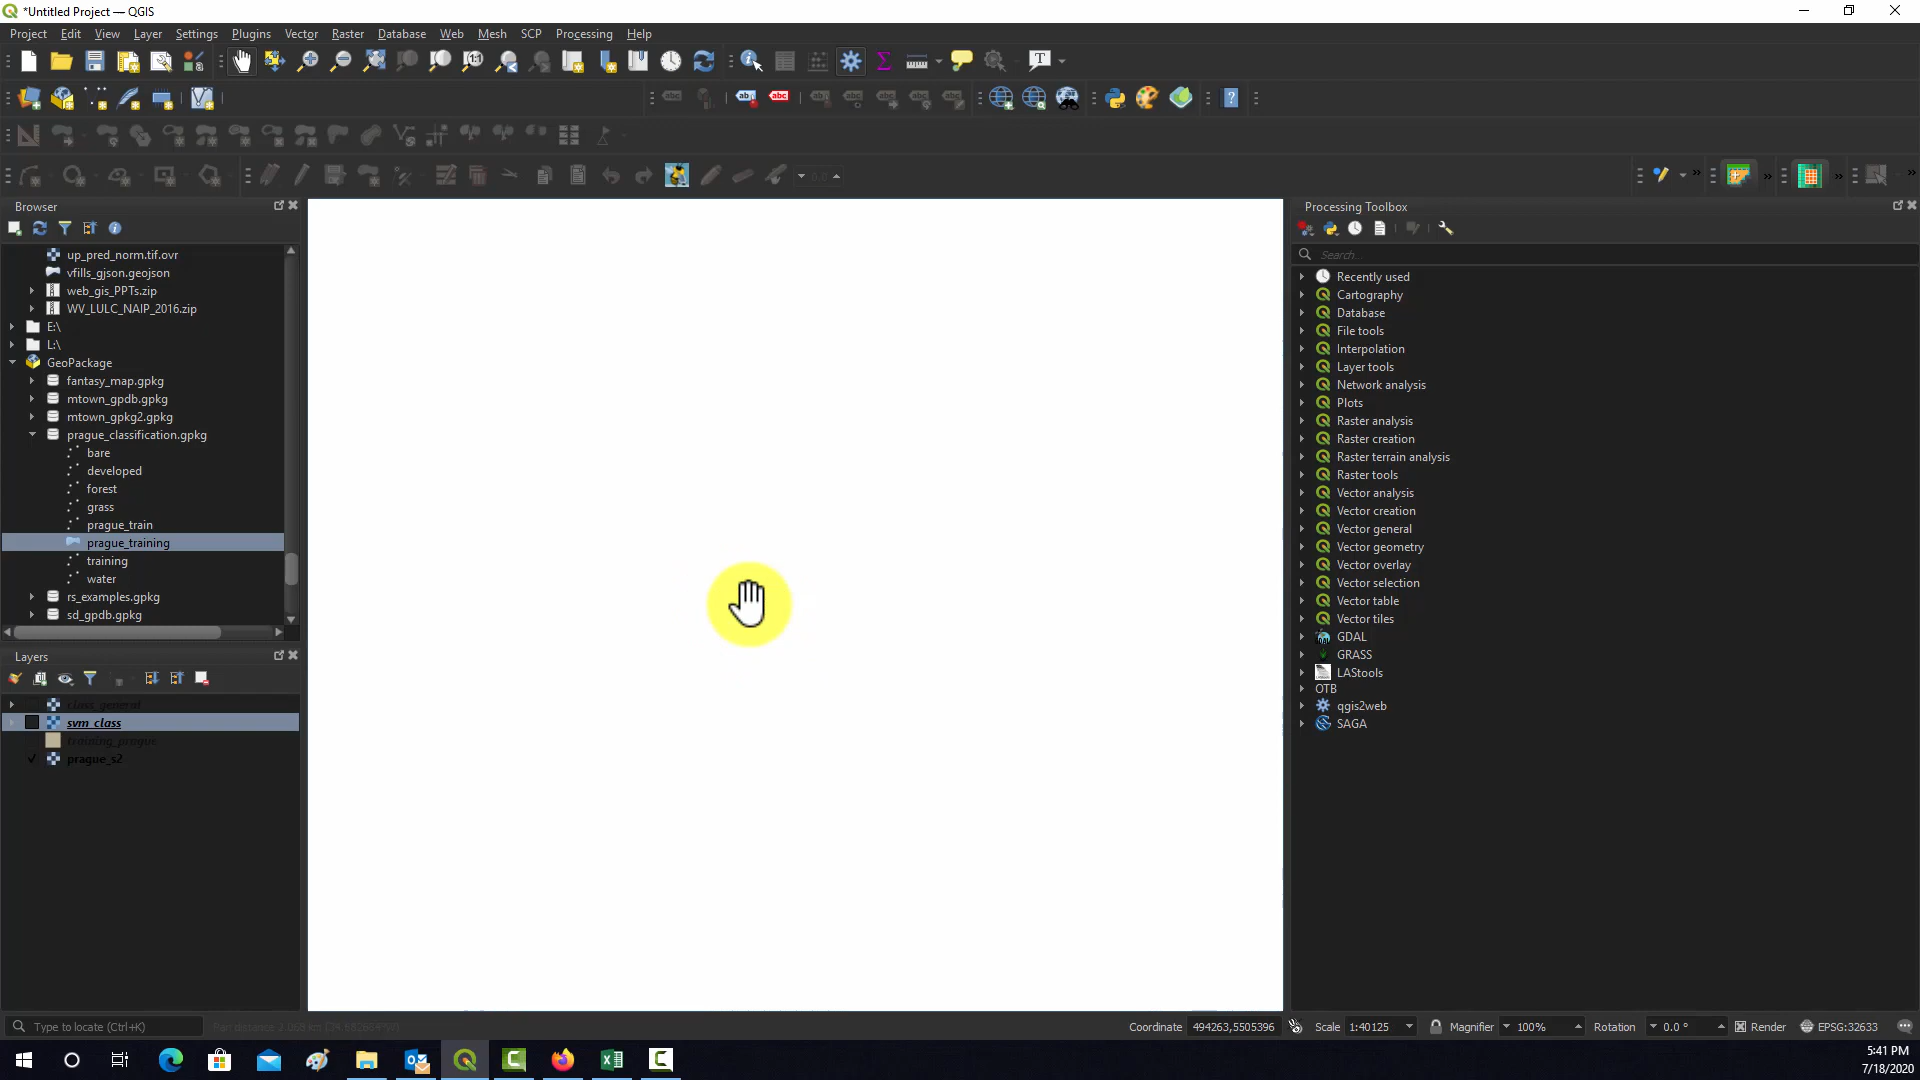 *Untitled Project — QGIS
Project Edit View Layer Settings Plugins Vector Raster Database Web Mesh SCP Processing Help
Browser
up_pred_norm.tif.ovr
vfills_gjson.geojson
web_gis_PPTs.zip
WV_LULC_NAIP_2016.zip
E:\
L:\
GeoPackage
fantasy_map.gpkg
mtown_gpdb.gpkg
mtown_gpkg2.gpkg
prague_classification.gpkg
bare
developed
forest
grass
prague_train
prague_training
training
water
rs_examples.gpkg
sd_gpdb.gpkg
Layers
class_general
svm_class
training_prague
prague_s2
Processing Toolbox
Search...
Recently used
Cartography
Database
File tools
Interpolation
Layer tools
Network analysis
Plots
Raster analysis
Raster creation
Raster terrain analysis
Raster tools
Vector analysis
Vector creation
Vector general
Vector geometry
Vector overlay
Vector selection
Vector table
Vector tiles
GDAL
GRASS
LAStools
OTB
qgis2web
SAGA
Type to locate (Ctrl+K)
Coordinate 494263,5505396 Scale 1:40125 Magnifier 100% Rotation 0.0 ° Render EPSG:32633
5:41 PM
7/18/2020